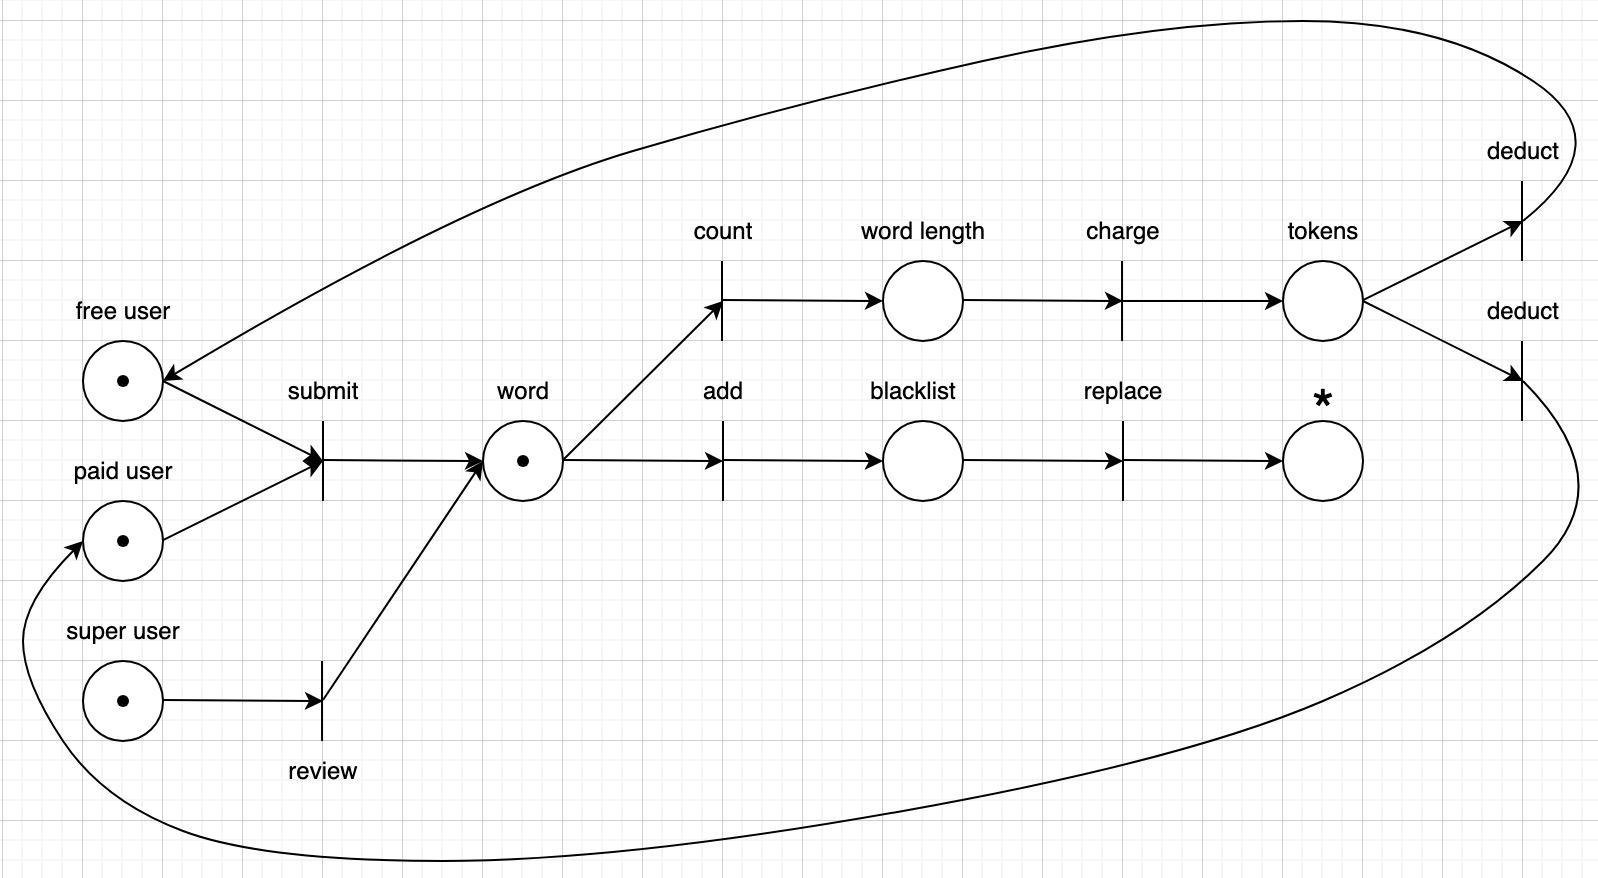 deduct
count
word length
charge
tokens
free user
deduct
submit
word
add
blacklist
replace
*
paid user
super user
review